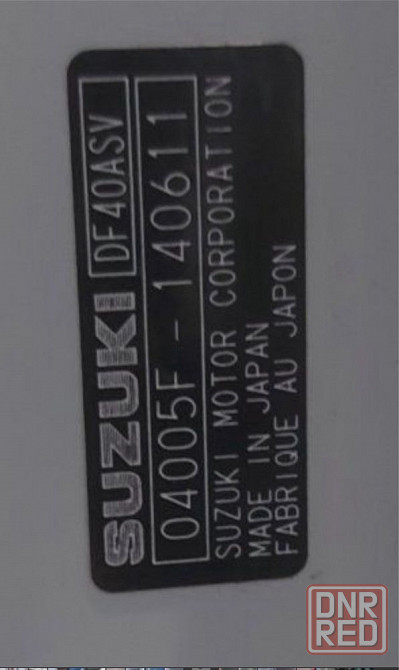 SUZUKI DF40ASV
04005F - 140611
SUZUKI MOTOR CORPORATION
MADE IN JAPAN
FABRIQUE AU JAPON
DNR
RED